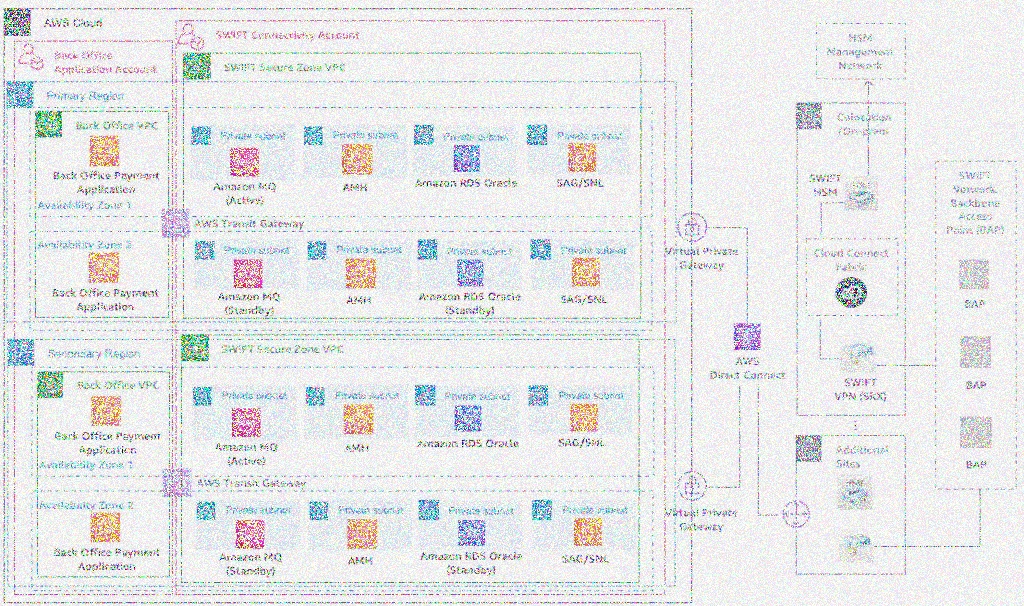 AWS Cloud
SWIFT Connectivity Account
Back Office
Application Account
SWIFT Secure Zone VPC
Primary Region
Back Office VPC
Back Office Payment
Application
Availability Zone 1
Private subnet
Private subnet
Private subnet
Private subnet
Amazon MQ
(Active)
AMH
Amazon RDS Oracle
SAG/SNL
AWS Transit Gateway
Availability Zone 2
Back Office Payment
Application
Private subnet
Private subnet
Private subnet
Private subnet
Amazon MQ
(Standby)
AMH
Amazon RDS Oracle
(Standby)
SAG/SNL
Secondary Region
SWIFT Secure Zone VPC
Back Office VPC
Back Office Payment
Application
Availability Zone 1
Private subnet
Private subnet
Private subnet
Private subnet
Amazon MQ
(Active)
AMH
Amazon RDS Oracle
SAG/SNL
AWS Transit Gateway
Availability Zone 2
Back Office Payment
Application
Private subnet
Private subnet
Private subnet
Private subnet
Amazon MQ
(Standby)
AMH
Amazon RDS Oracle
(Standby)
SAG/SNL
Virtual Private
Gateway
AWS
Direct Connect
Virtual Private
Gateway
HSM
Management
Network
Colocation
/On-prem
SWIFT
HSM
Cloud Connect
Fabric
SWIFT
VPN (SRX)
Additional
Sites
SWIFT
Network
Backbone
Access
Point (BAP)
BAP
BAP
BAP